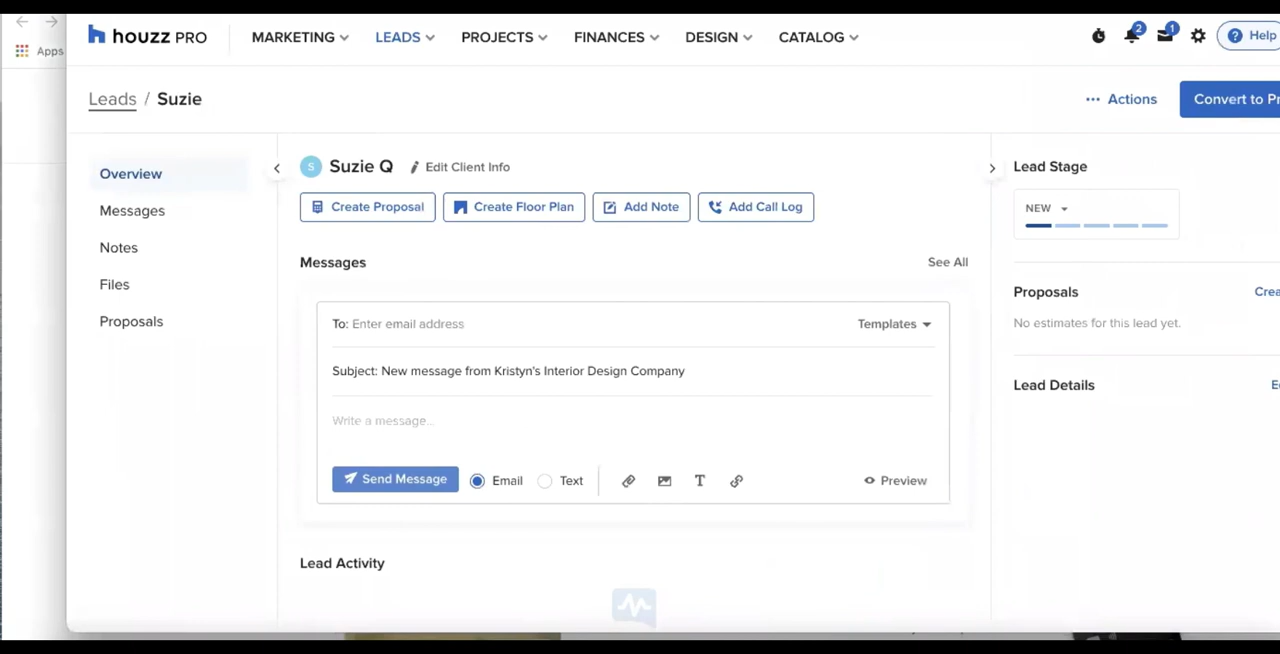 Apps
houzz PRO
MARKETING
LEADS
PROJECTS
FINANCES
DESIGN
CATALOG
2
1
Help
Leads / Suzie
Actions
Convert to
Overview
Messages
Notes
Files
Proposals
S
Suzie Q
Edit Client Info
Create Proposal
Create Floor Plan
Add Note
Add Call Log
Messages
See All
To: Enter email address
Templates
Subject: New message from Kristyn's Interior Design Company
Write a message...
Send Message
Email
Text
Preview
Lead Activity
Lead Stage
NEW
Proposals
No estimates for this lead yet.
Lead Details